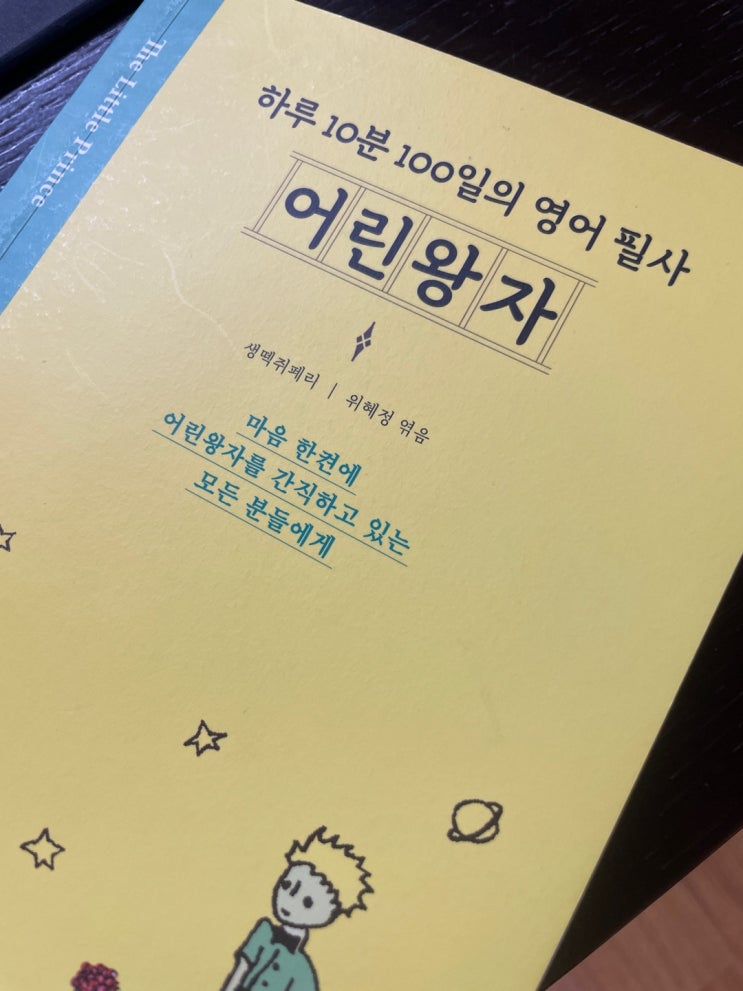 The Little Prince
하루 10분 100일의 영어 필사
어린왕자
생떽쥐페리 | 위혜정 엮음
마음 한켠에
어린왕자를 간직하고 있는
모든 분들에게